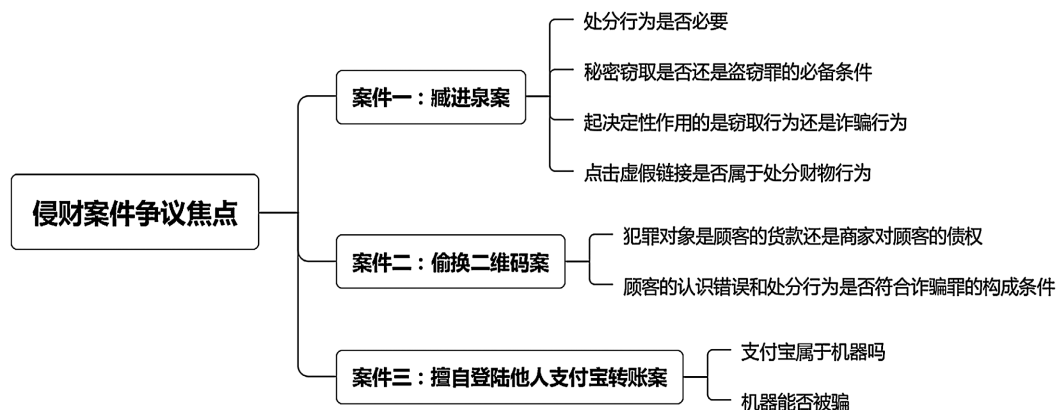 侵财案件争议焦点
案件一：臧进泉案
处分行为是否必要
秘密窃取是否还是盗窃罪的必备条件
起决定性作用的是窃取行为还是诈骗行为
点击虚假链接是否属于处分财物行为
案件二：偷换二维码案
犯罪对象是顾客的货款还是商家对顾客的债权
顾客的认识错误和处分行为是否符合诈骗罪的构成条件
案件三：擅自登陆他人支付宝转账案
支付宝属于机器吗
机器能否被骗